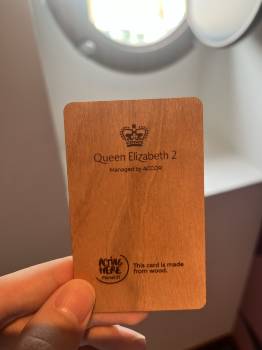 Queen Elizabeth 2
Managed by ACCOR
ACTING
HERE
This card is made
from wood.